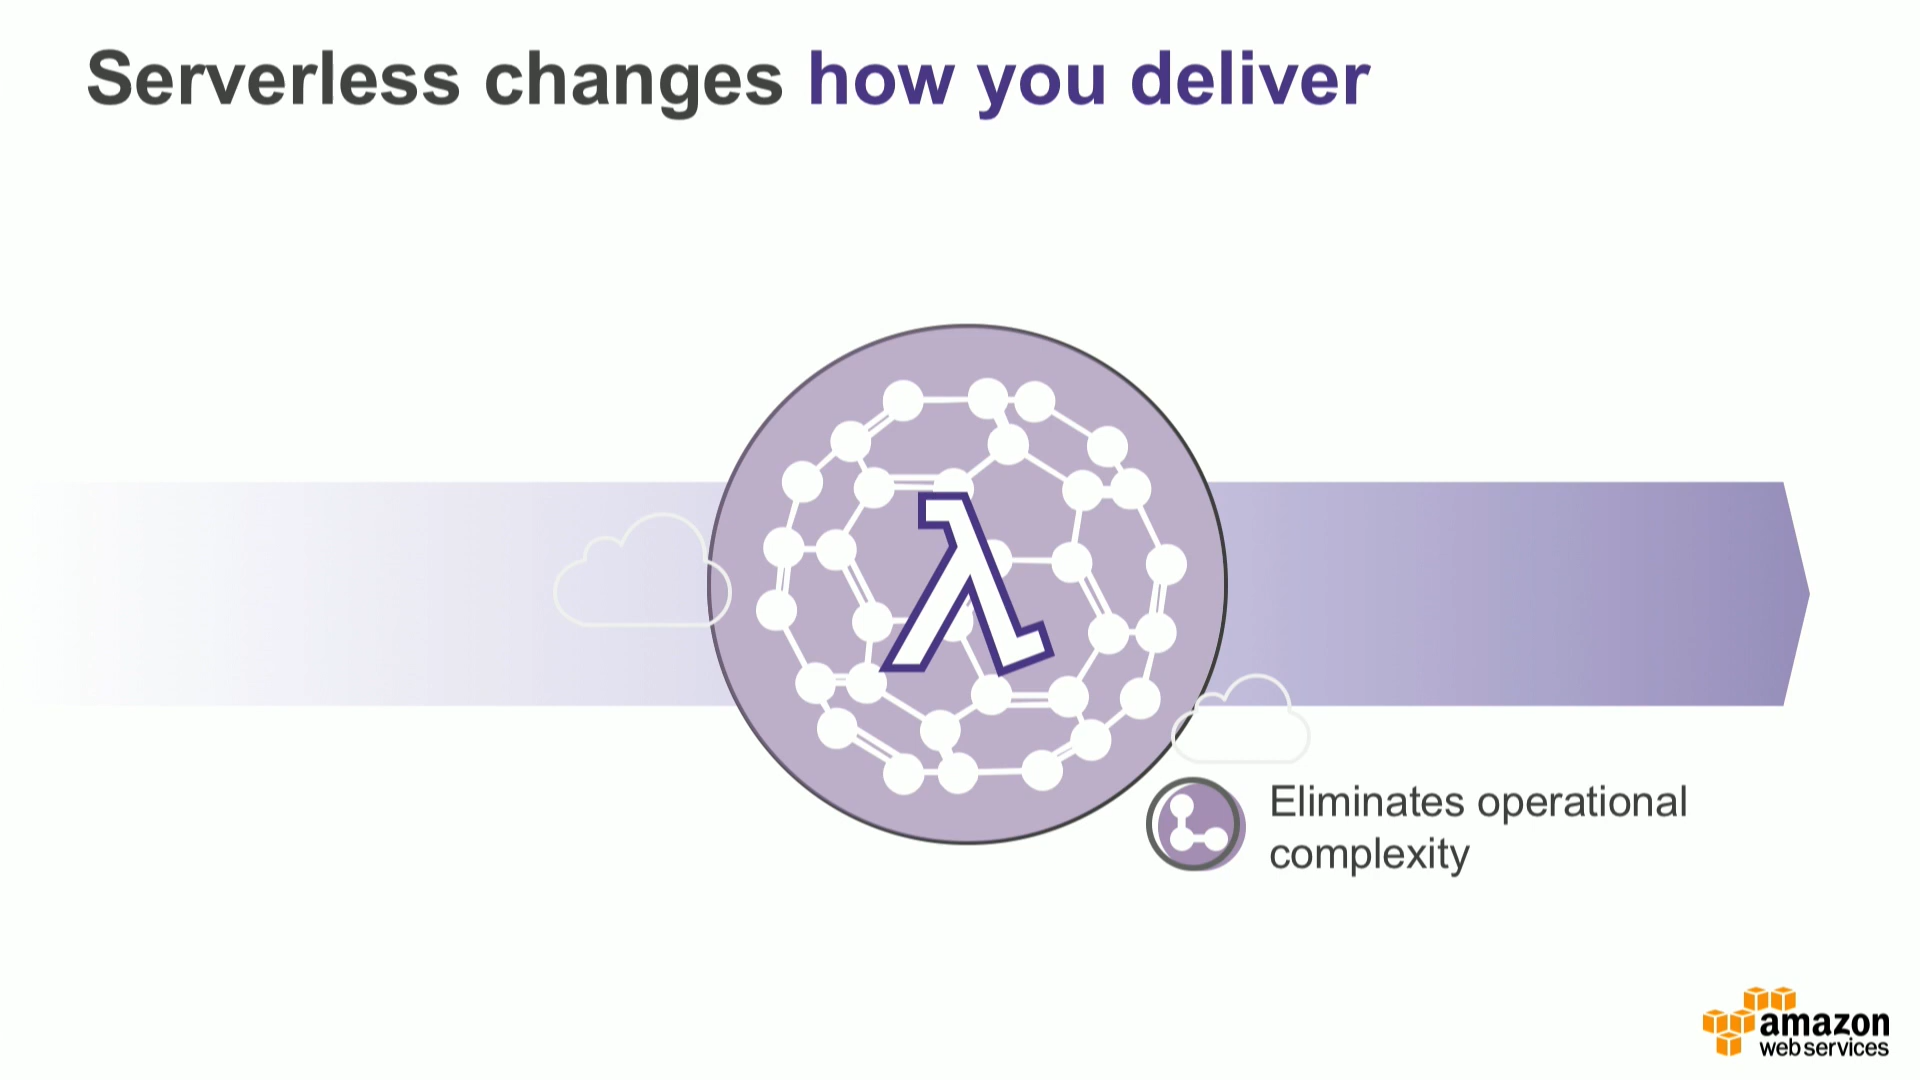 Serverless changes how you deliver
λ
Eliminates operational
complexity
amazon
web services